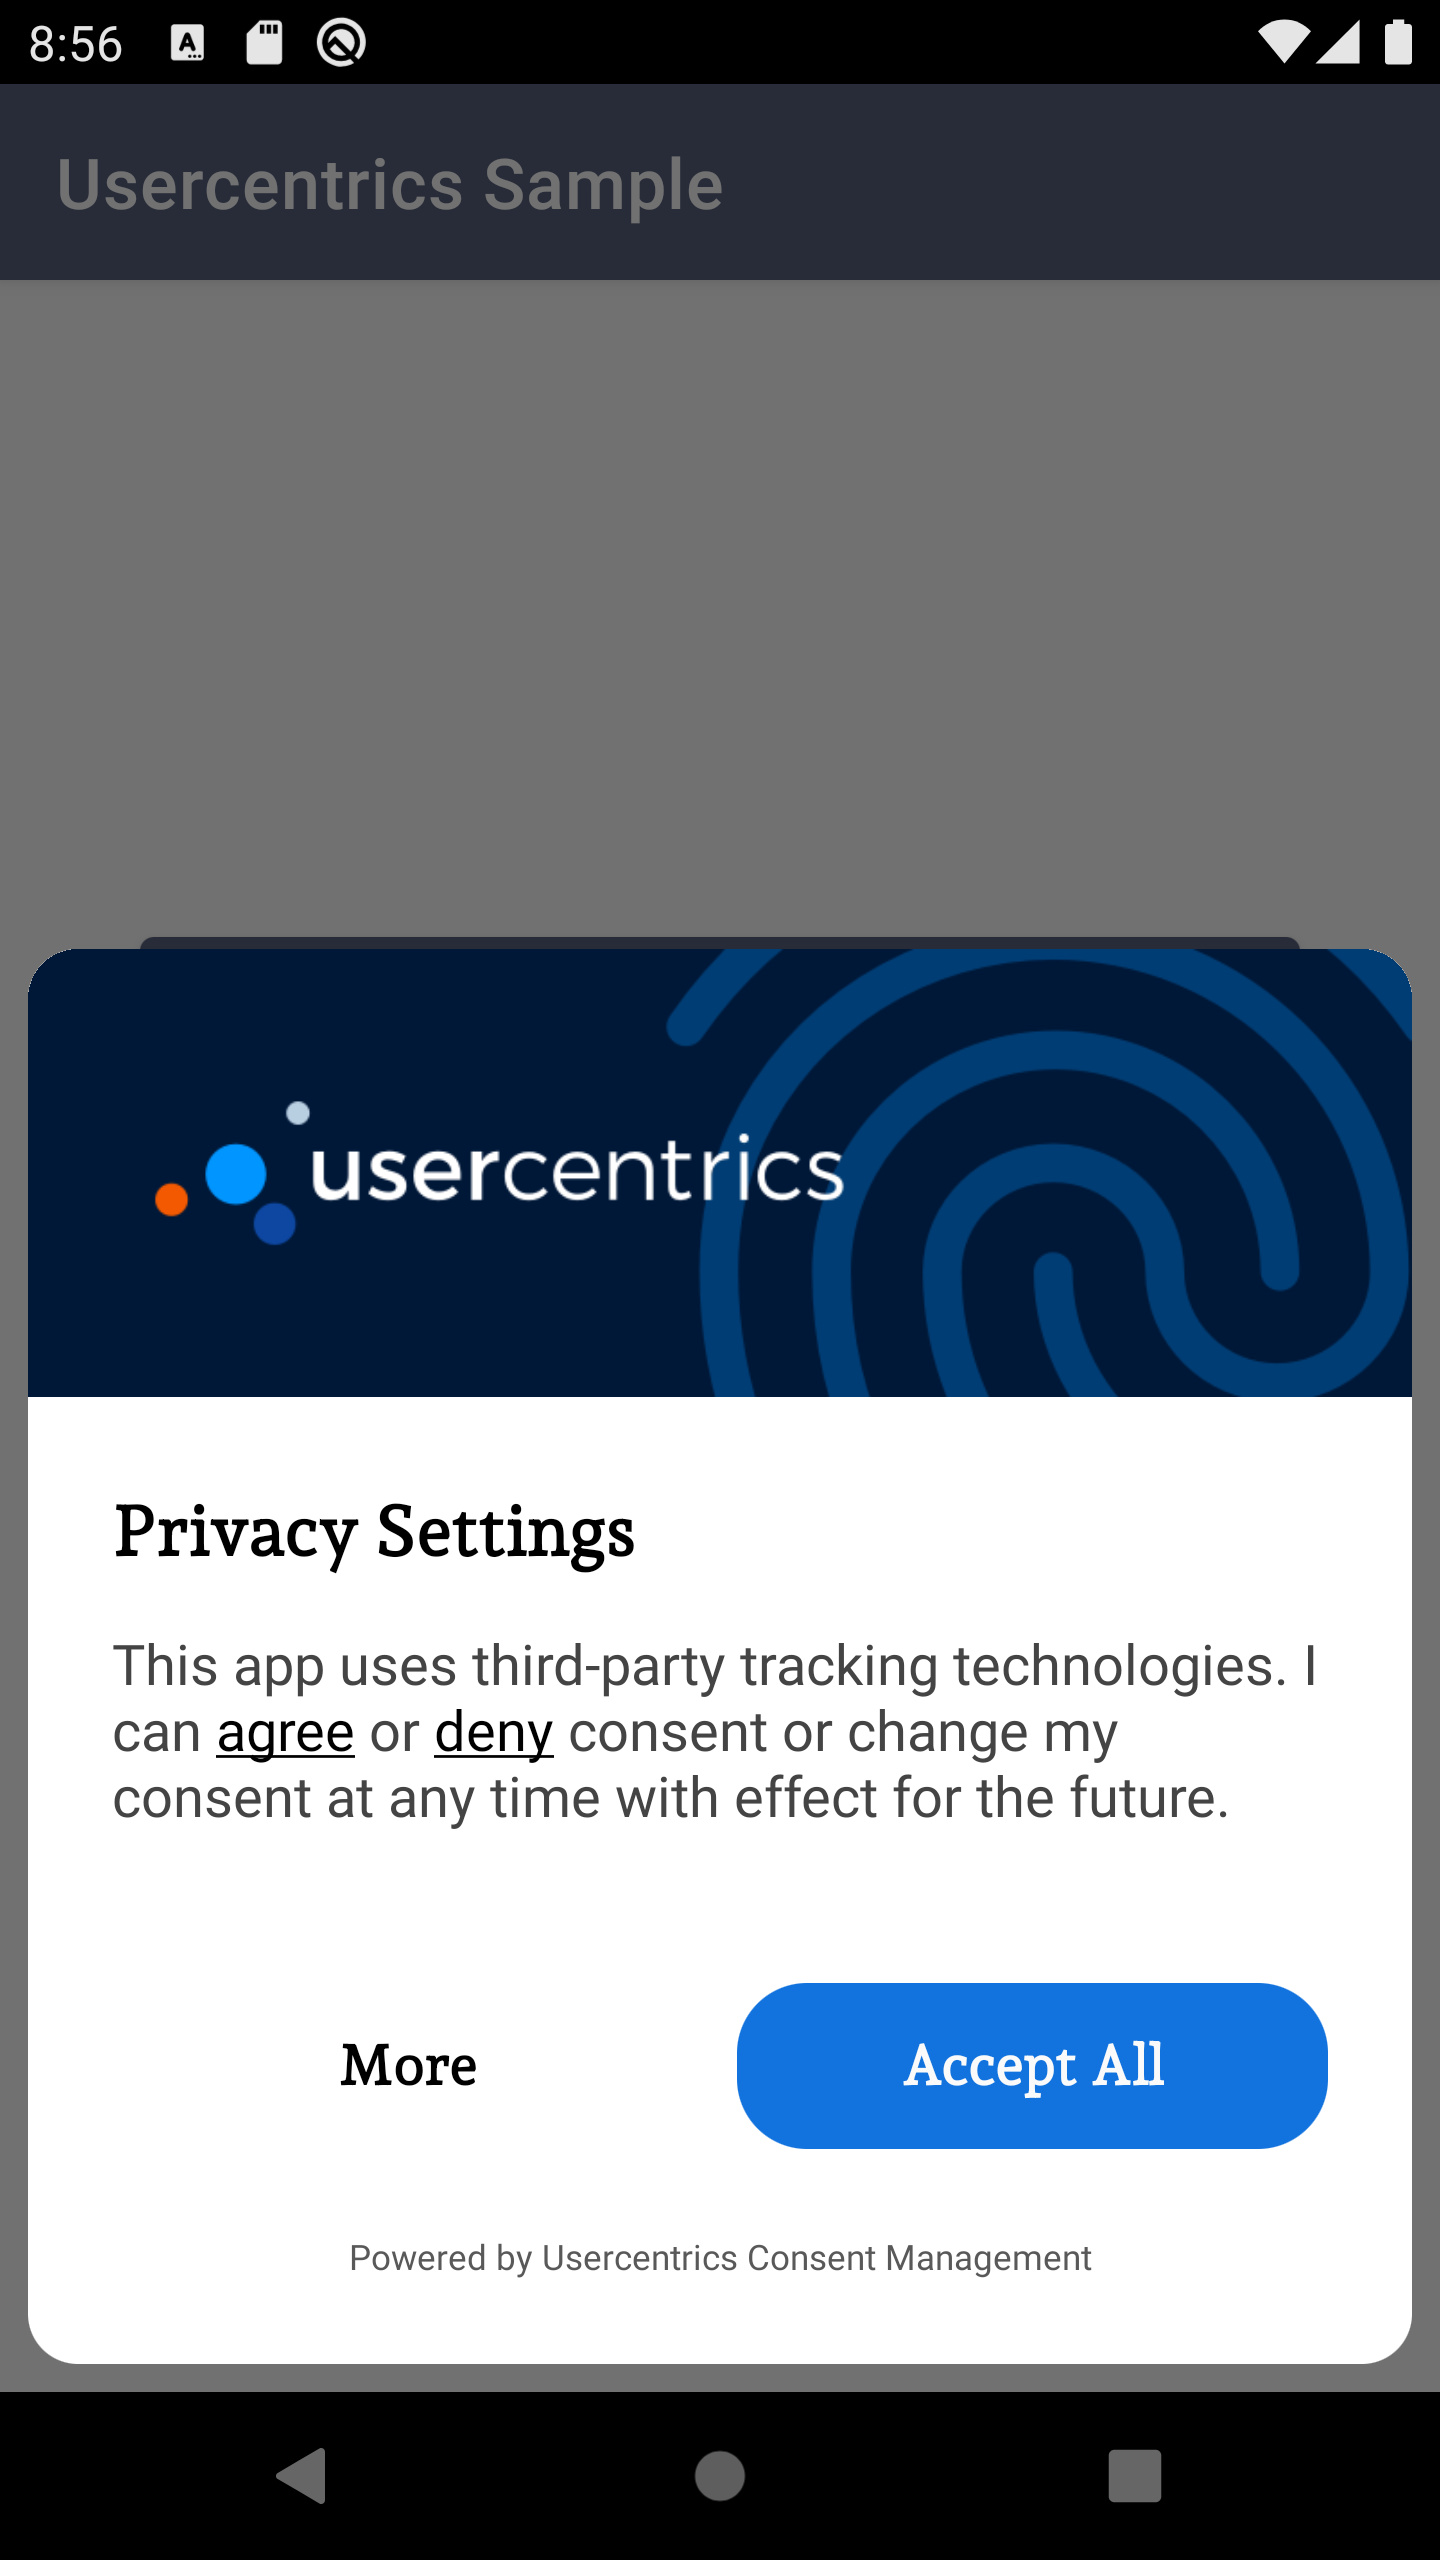 8:56
Usercentrics Sample
usercentrics
Privacy Settings
This app uses third-party tracking technologies. I
can agree or deny consent or change my
consent at any time with effect for the future.
More
Accept All
Powered by Usercentrics Consent Management